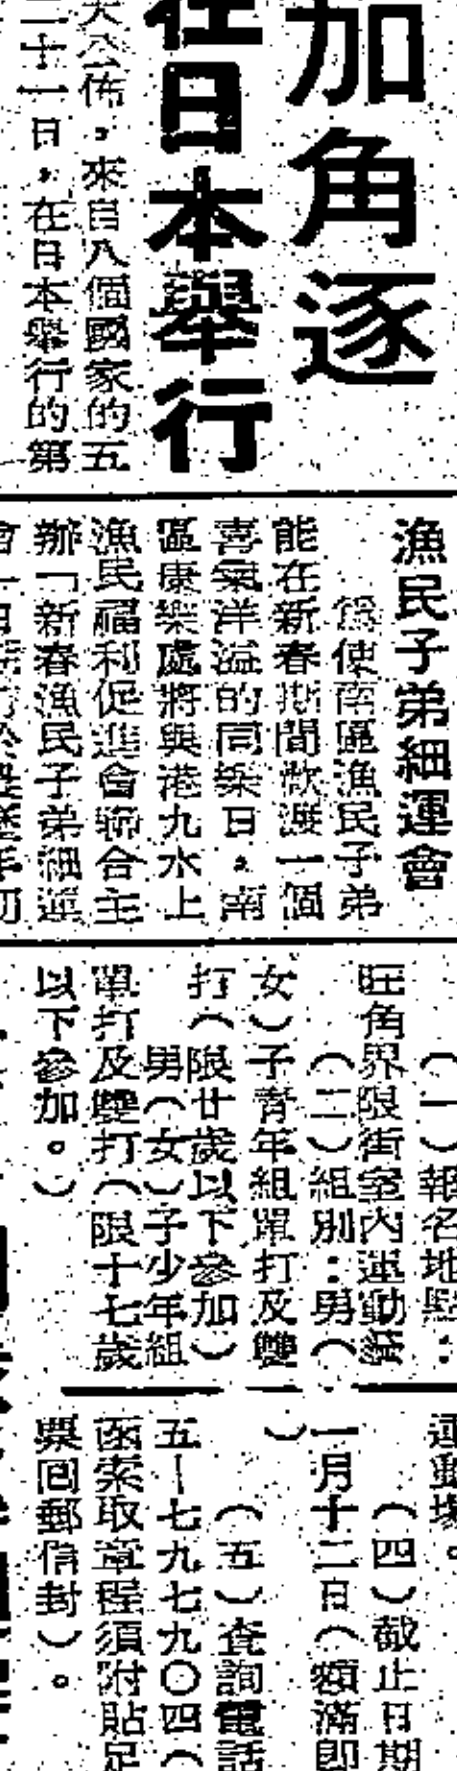 加角逐
在日本舉行
天公佈，來自八個國家的五
二十一日，在日本舉行的第
漁民子弟細運會
為使南區漁民子弟
能在新春期間歡渡一個
喜氣洋溢的同樂日，南
區康樂處將與港九水上
漁民福利促進會聯合主
辦「新春漁民子弟細運
（一）報名地點：
旺角界限街室內運動塲
（二）組別：男（
女）子青年組單打及雙
打（限廿歲以下參加）
男（女）子少年組
單打及雙打（限十七歲
以下參加。）
運動塲。
（四）截止日期
一月十二日（額滿即
）
（五）查詢電話
五－七九七九〇四（
函索取章程須附貼足
票回郵信封）。